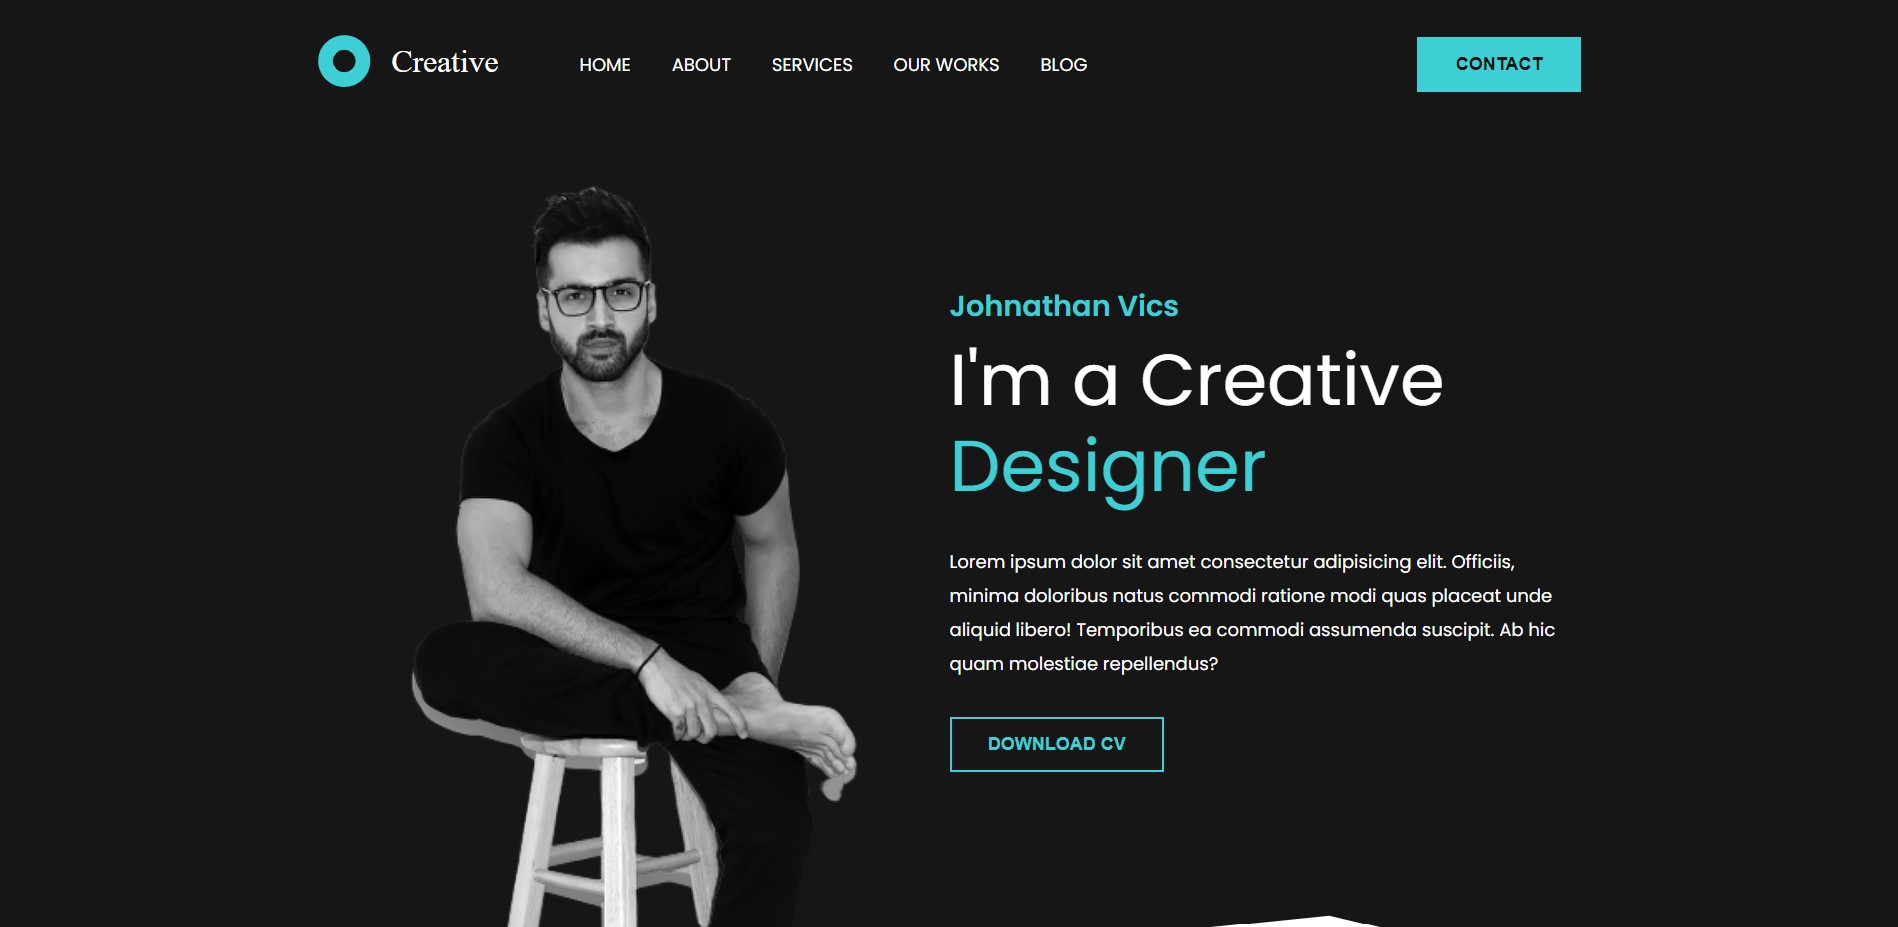 Creative
HOME
ABOUT
SERVICES
OUR WORKS
BLOG
CONTACT
Johnathan Vics
I'm a Creative
Designer
Lorem ipsum dolor sit amet consectetur adipisicing elit. Officiis,
minima doloribus natus commodi ratione modi quas placeat unde
aliquid libero! Temporibus ea commodi assumenda suscipit. Ab hic
quam molestiae repellendus?
DOWNLOAD CV